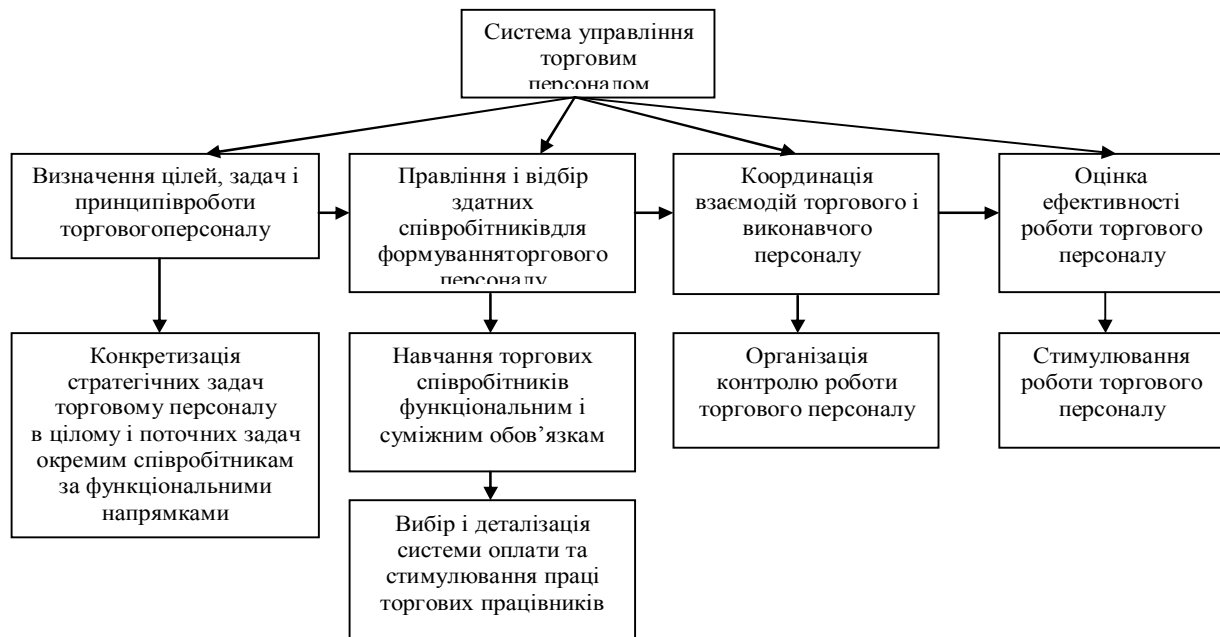 Система управління
торговим
персоналом
Визначення цілей, задач і
принципівроботи
торговогоперсоналу
Правління і відбір
здатних
співробітниківдля
формуванняторгового
персоналу
Координація
взаємодій торгового і
виконавчого
персоналу
Оцінка
ефективності
роботи торгового
персоналу
Конкретизація
стратегічних задач
торговому персоналу
в цілому і поточних задач
окремим співробітникам
за функціональними
напрямками
Навчання торгових
співробітників
функціональним і
суміжним обов’язкам
Організація
контролю роботи
торгового персоналу
Стимулювання
роботи торгового
персоналу
Вибір і деталізація
системи оплати та
стимулювання праці
торгових працівників